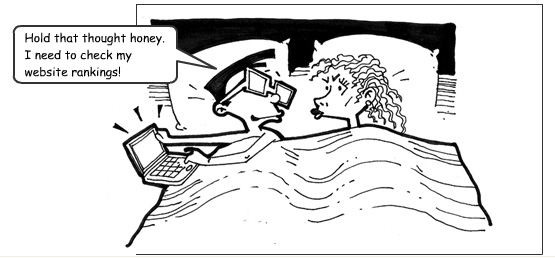 Hold that thought honey.
I need to check my
website rankings!